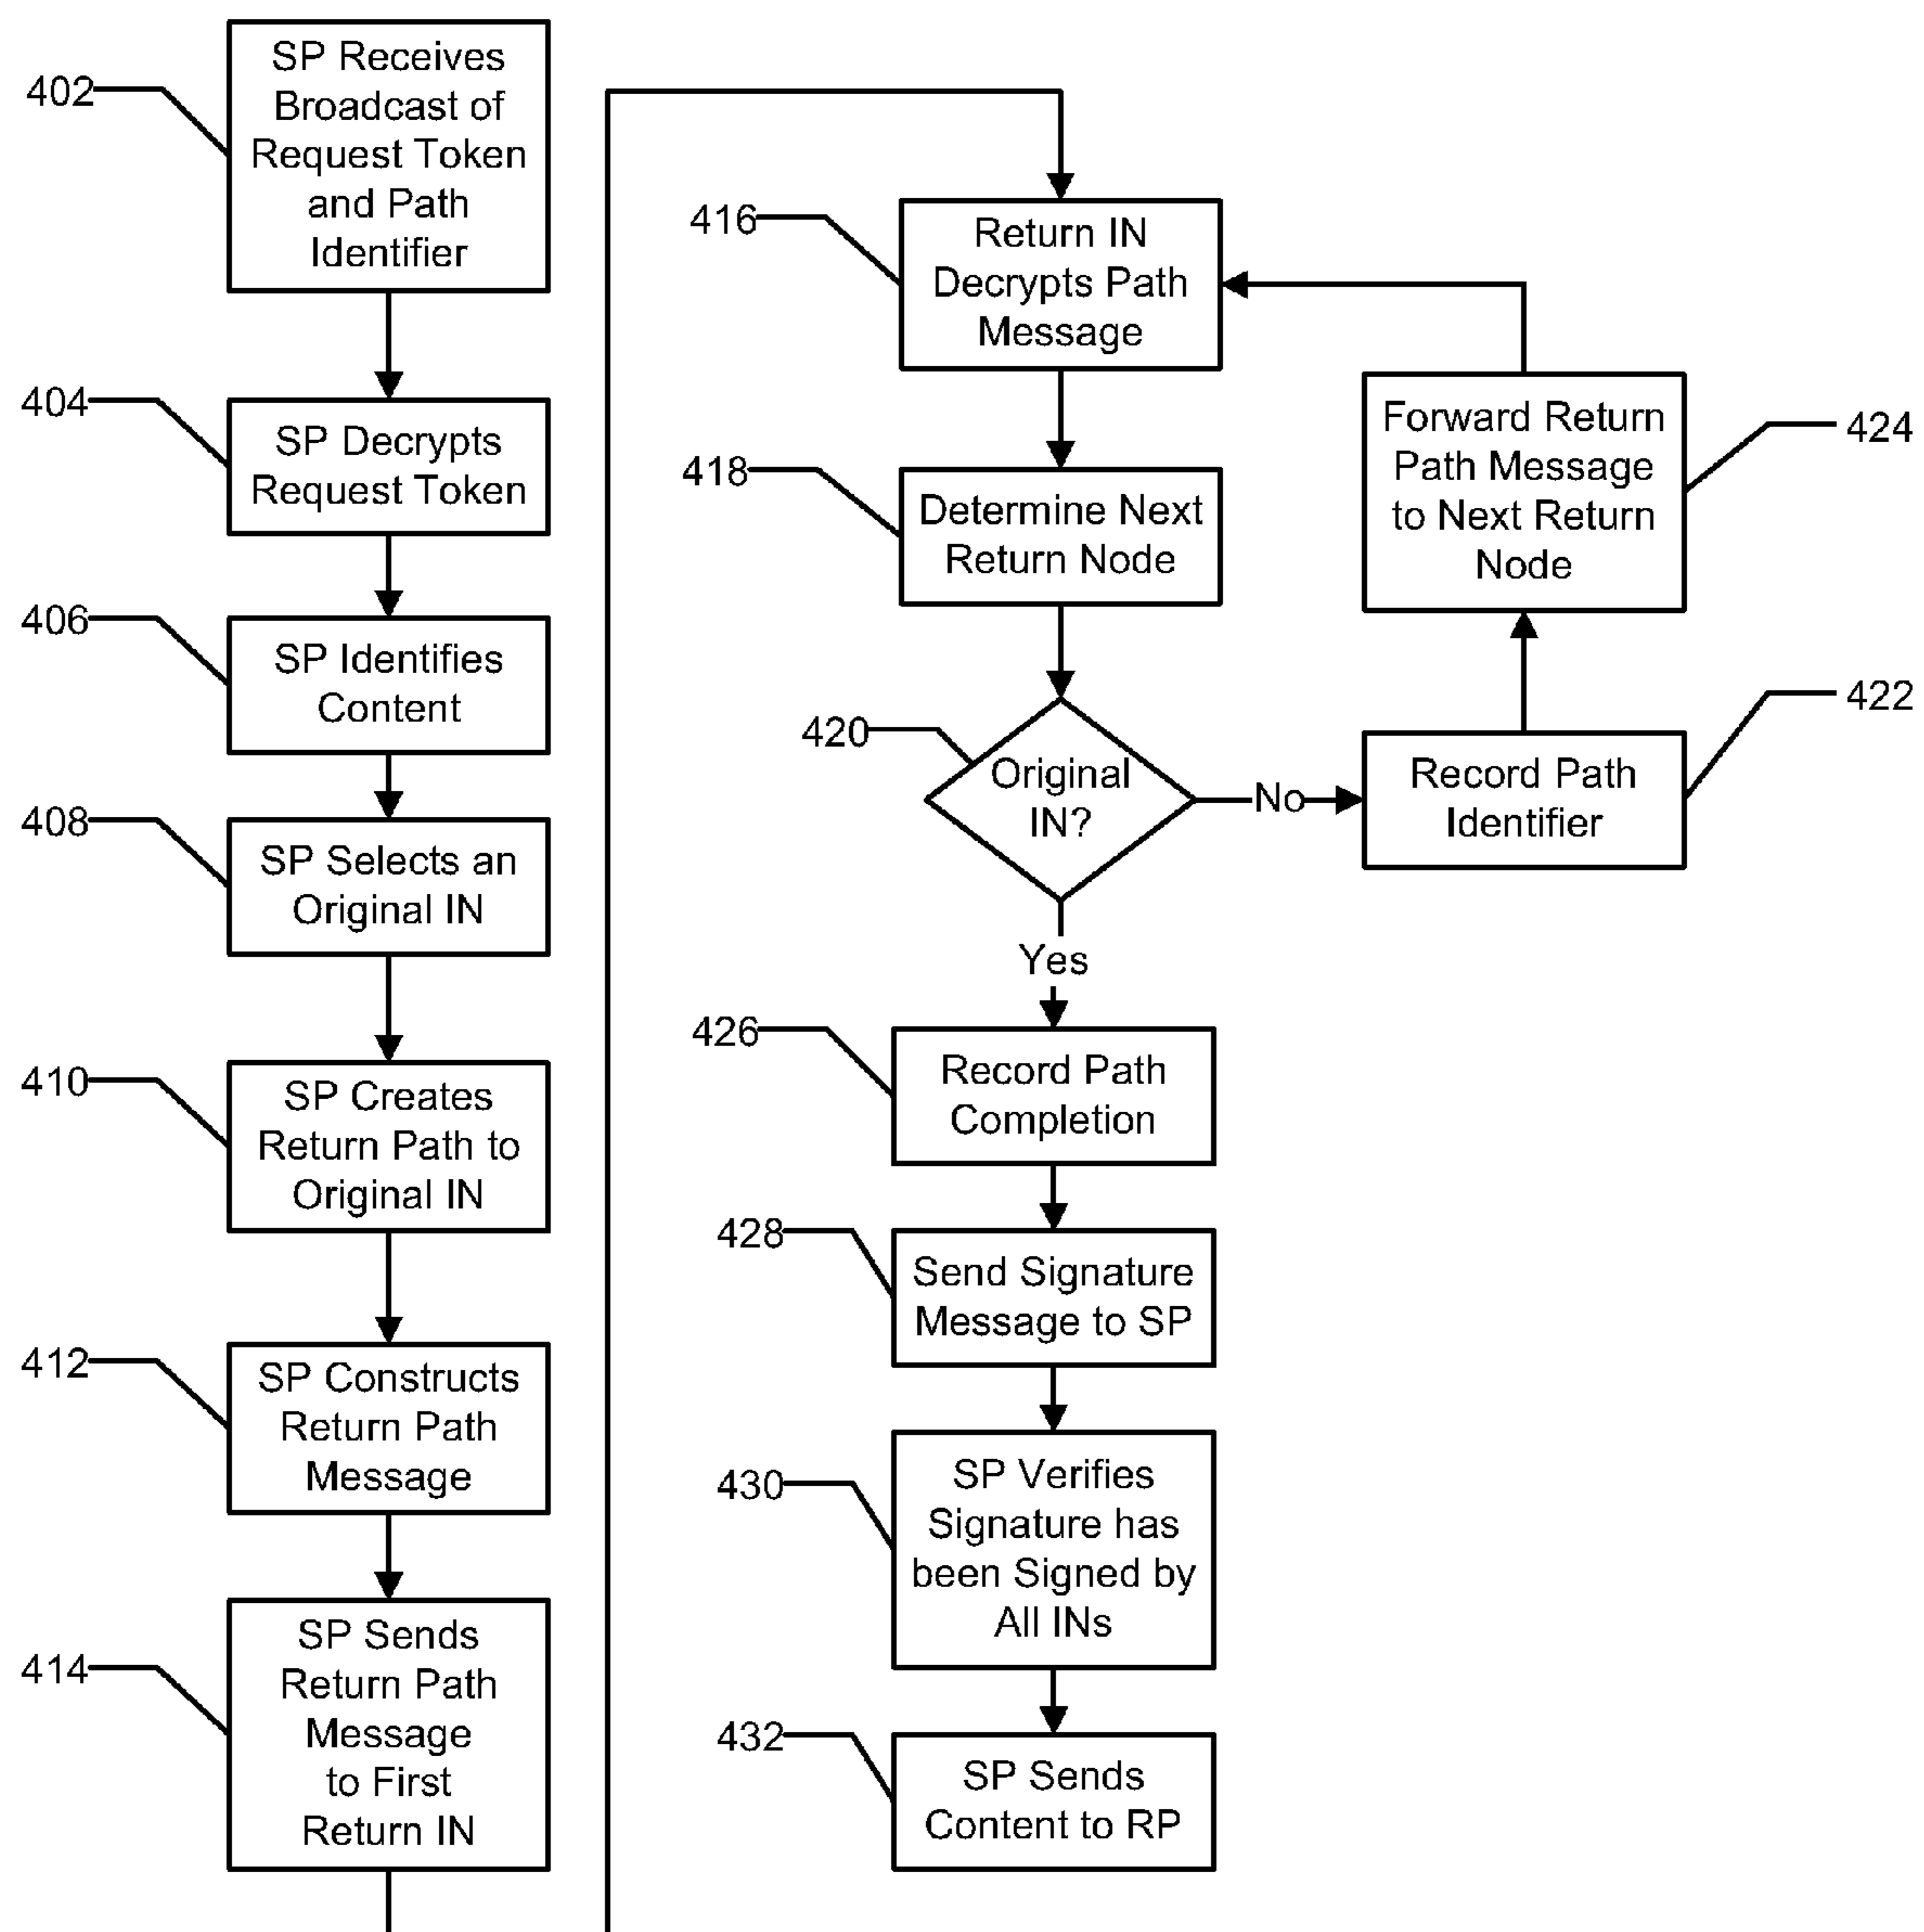 402
SP Receives
Broadcast of
Request Token
and Path
Identifier
404
SP Decrypts
Request Token
406
SP Identifies
Content
408
SP Selects an
Original IN
410
SP Creates
Return Path to
Original IN
412
SP Constructs
Return Path
Message
414
SP Sends
Return Path
Message
to First
Return IN
416
Return IN
Decrypts Path
Message
418
Determine Next
Return Node
420
Original
IN?
No
Record Path
Identifier
422
Forward Return
Path Message
to Next Return
Node
424
Yes
426
Record Path
Completion
428
Send Signature
Message to SP
430
SP Verifies
Signature has
been Signed by
All INs
432
SP Sends
Content to RP